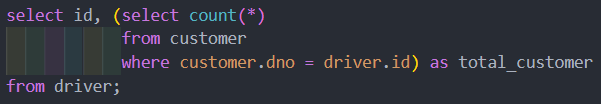 select id, (select count(*)
from customer
where customer.dno = driver.id) as total_customer
from driver;